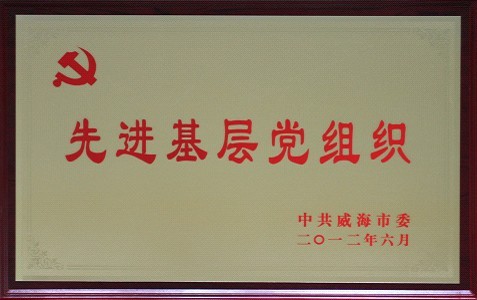 先进基层党组织
中共威海市委
二〇一二年六月